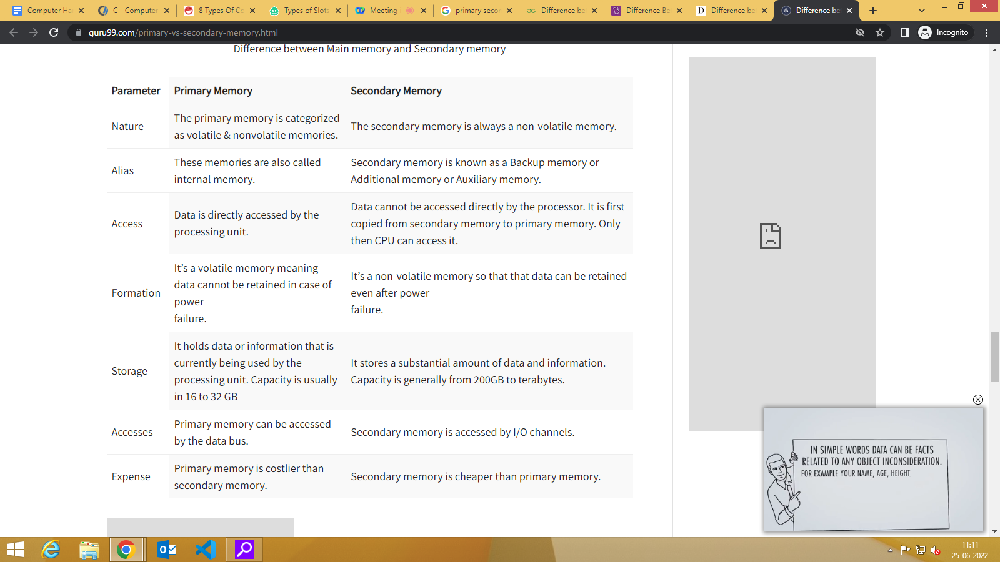 Computer Ha
C - Computer
8 Types Of Co
Types of Slots
Meeting
primary secon
Difference be
Difference Be
Difference be
Difference be
guru99.com/primary-vs-secondary-memory.html
Incognito
Difference between Main memory and Secondary memory
Parameter Primary Memory Secondary Memory
Nature
The primary memory is categorized
as volatile & nonvolatile memories.
The secondary memory is always a non-volatile memory.
Alias
These memories are also called
internal memory.
Secondary memory is known as a Backup memory or
Additional memory or Auxiliary memory.
Access
Data is directly accessed by the
processing unit.
Data cannot be accessed directly by the processor. It is first
copied from secondary memory to primary memory. Only
then CPU can access it.
Formation
It’s a volatile memory meaning
data cannot be retained in case of
power
failure.
It’s a non-volatile memory so that that data can be retained
even after power
failure.
Storage
It holds data or information that is
currently being used by the
processing unit. Capacity is usually
in 16 to 32 GB
It stores a substantial amount of data and information.
Capacity is generally from 200GB to terabytes.
Accesses
Primary memory can be accessed
by the data bus.
Secondary memory is accessed by I/O channels.
Expense
Primary memory is costlier than
secondary memory.
Secondary memory is cheaper than primary memory.
IN SIMPLE WORDS DATA CAN BE FACTS
RELATED TO ANY OBJECT INCONSIDERATION.
FOR EXAMPLE YOUR NAME, AGE, HEIGHT
11:11
25-06-2022